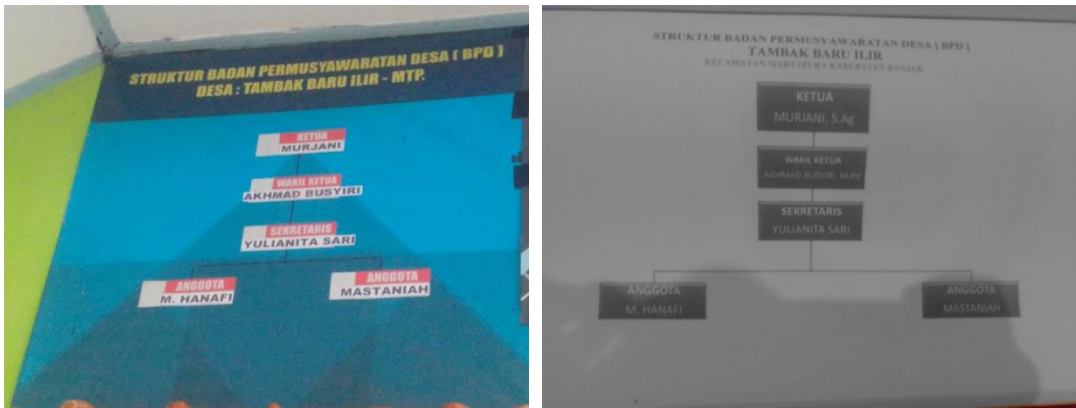 STRUKTUR BADAN PERMUSYAWARATAN DESA ( BPD )
DESA : TAMBAK BARU ILIR - MTP.
KETUA
MURJANI
WAKIL KETUA
AKHMAD BUSYIRI
SEKRETARIS
YULIANITA SARI
ANGGOTA
M. HANAFI
ANGGOTA
MASTANIAH
STRUKTUR BADAN PERMUSYAWARATAN DESA [ BPD ]
TAMBAK BARU ILIR
KECAMATAN MARTAPURA KABUPATEN BANJAR
KETUA
MURJANI, S.Ag
WAKIL KETUA
AKHMAD BUSYIRI, M.Pd
SEKRETARIS
YULIANITA SARI
ANGGOTA
M. HANAFI
ANGGOTA
MASTANIAH